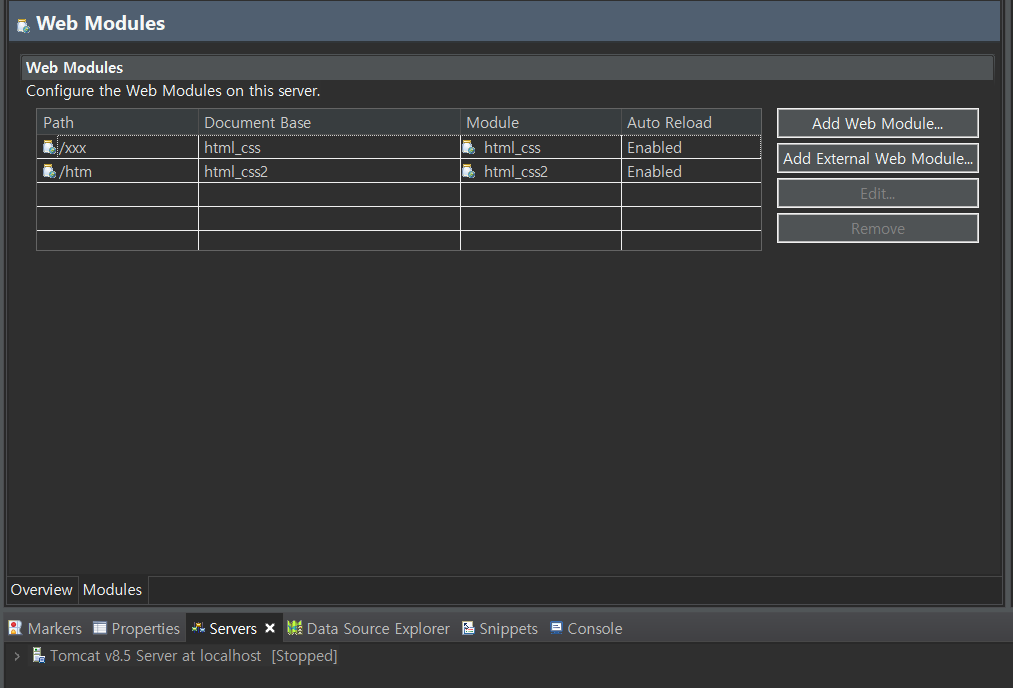 Web Modules
Web Modules
Configure the Web Modules on this server.
Path Document Base Module Auto Reload
/xxx html_css html_css Enabled
/htm html_css2 html_css2 Enabled
Add Web Module...
Add External Web Module...
Edit...
Remove
Overview Modules
Markers Properties Servers Data Source Explorer Snippets Console
Tomcat v8.5 Server at localhost [Stopped]